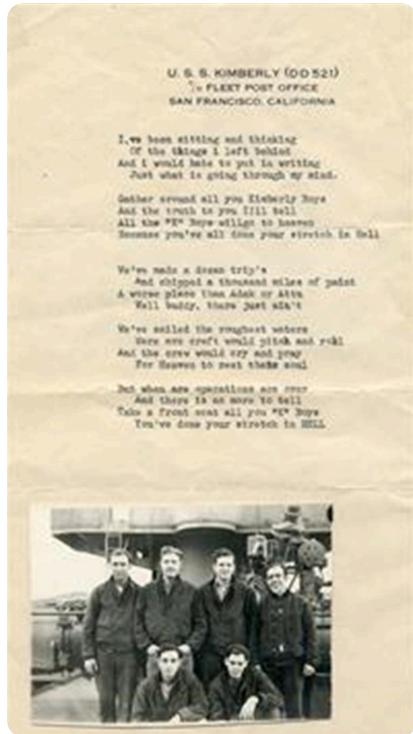 U. S. S. KIMBERLY (DD 521)
℅ FLEET POST OFFICE
SAN FRANCISCO, CALIFORNIA
I,ve been sitting and thinking
Of the things i left behind
And i would hate to put in writing
Just what is going through my mind.
Gather around all you Kimberly Boys
And the truth to you I'll tell
All the "K" Boys willgo to heaven
Because you've all done your stretch in Hell
We've made a dozen trip's
And chipped a thousand miles of paint
A worse place than Adak or Attu
Well buddy, there just ain't
We've sailed the roughest waters
Were are craft would pitch and roll
And the crew would cry and pray
For Heaven to rest their soul
But when are operations are over
And there is no more to tell
Take a front seat all you "K" Boys
You've done your stretch in HELL